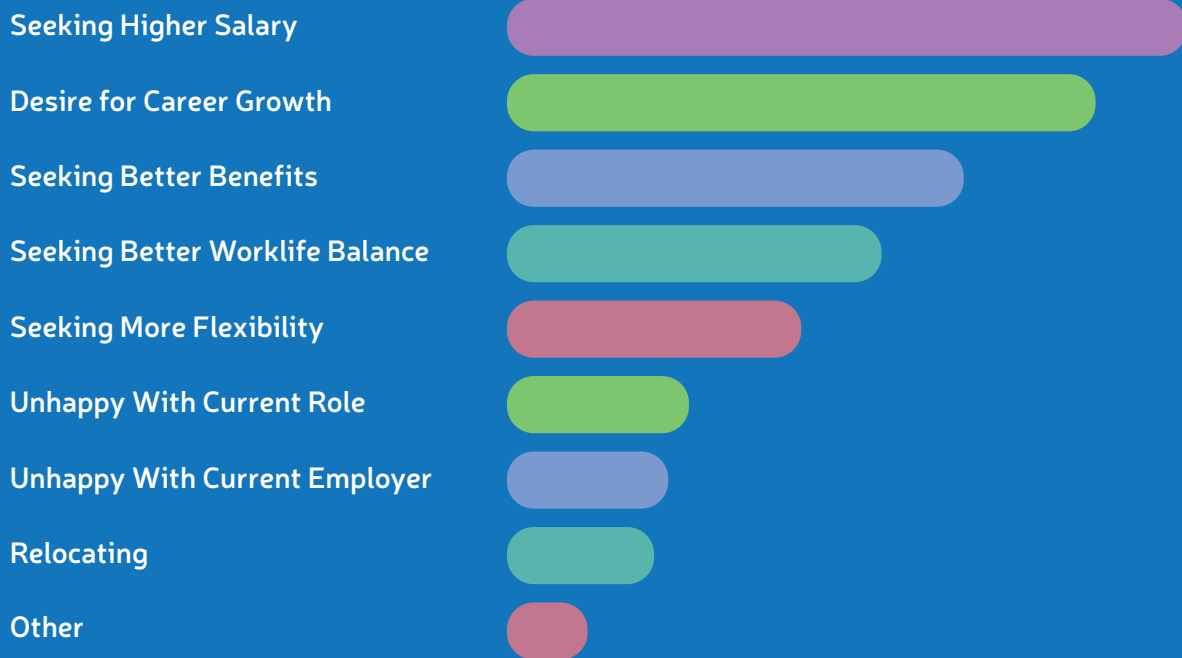 Seeking Higher Salary
Desire for Career Growth
Seeking Better Benefits
Seeking Better Worklife Balance
Seeking More Flexibility
Unhappy With Current Role
Unhappy With Current Employer
Relocating
Other